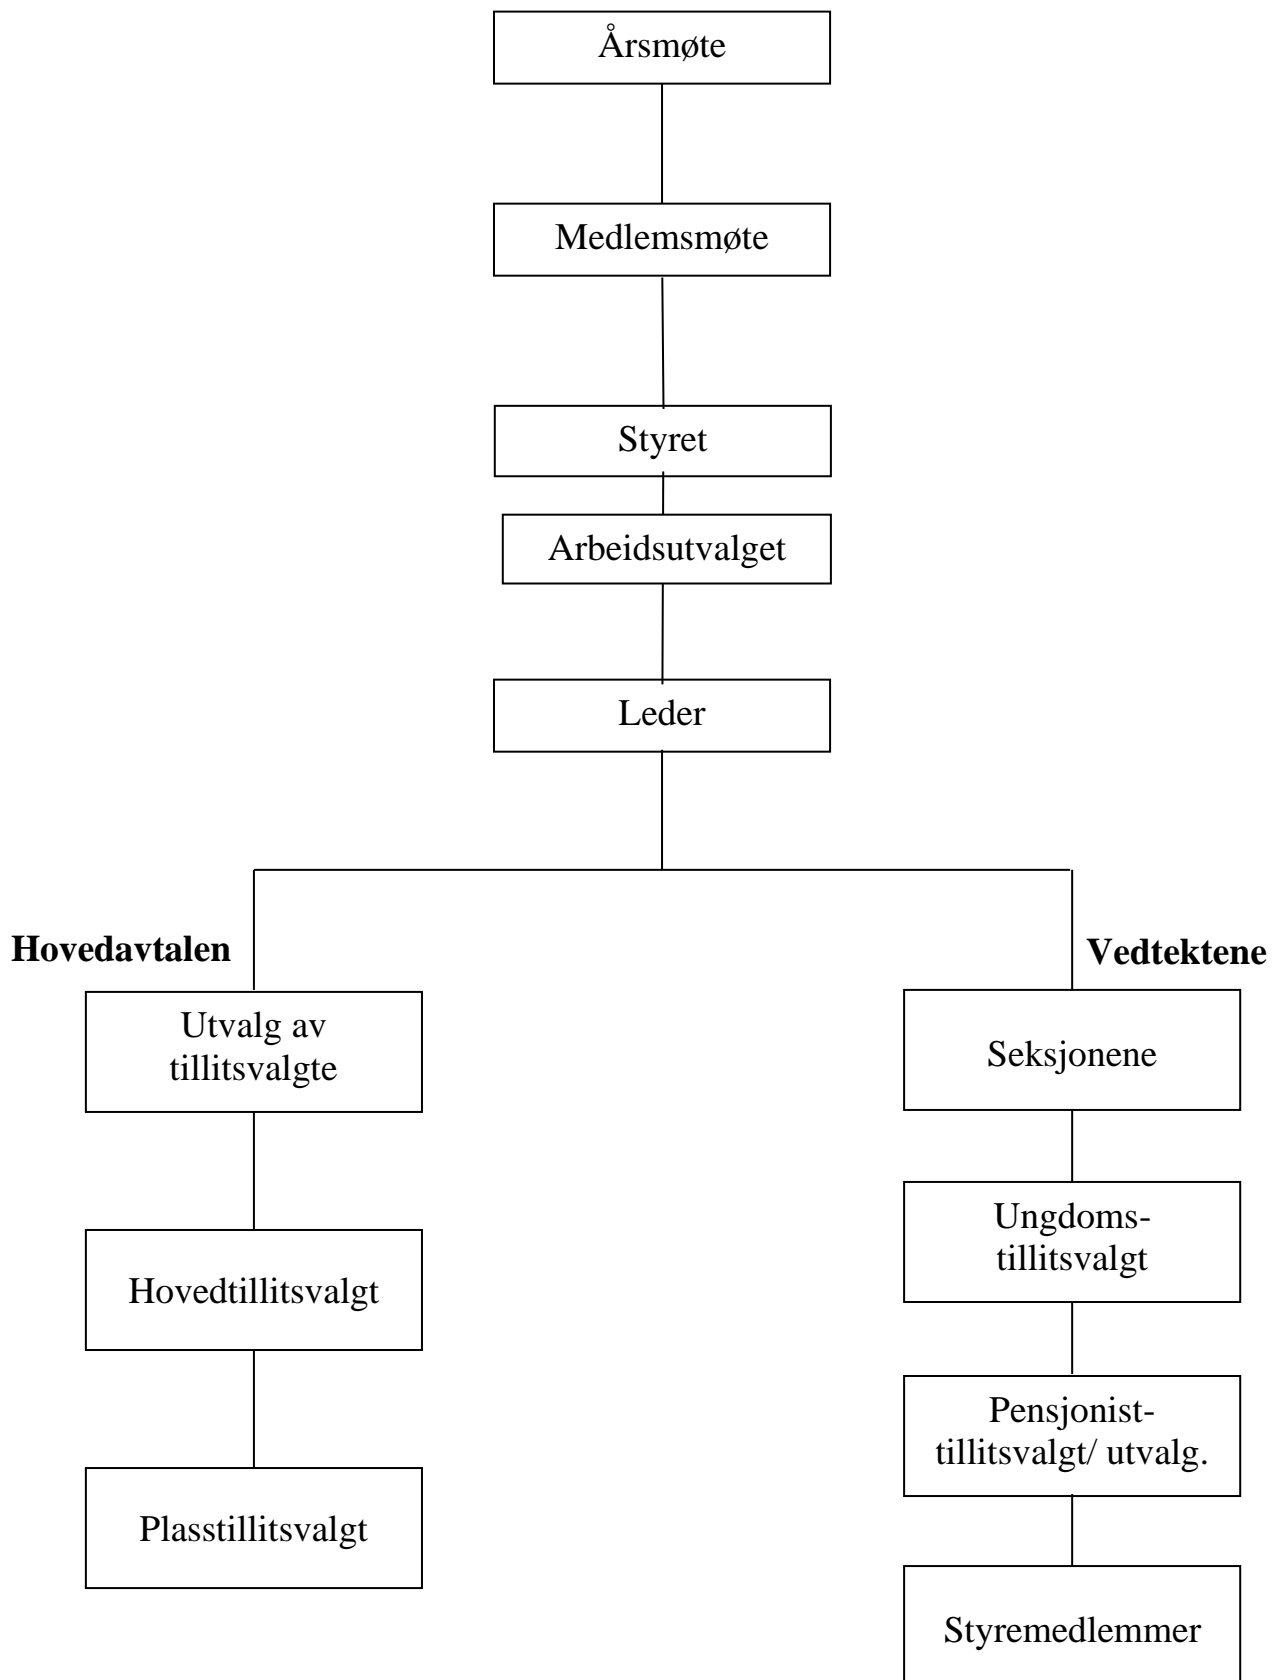 Årsmøte
Medlemsmøte
Styret
Arbeidsutvalget
Leder
Hovedavtalen
Utvalg av
tillitsvalgte
Hovedtillitsvalgt
Plasstillitsvalgt
Vedtektene
Seksjonene
Ungdoms-
tillitsvalgt
Pensjonist-
tillitsvalgt/ utvalg.
Styremedlemmer